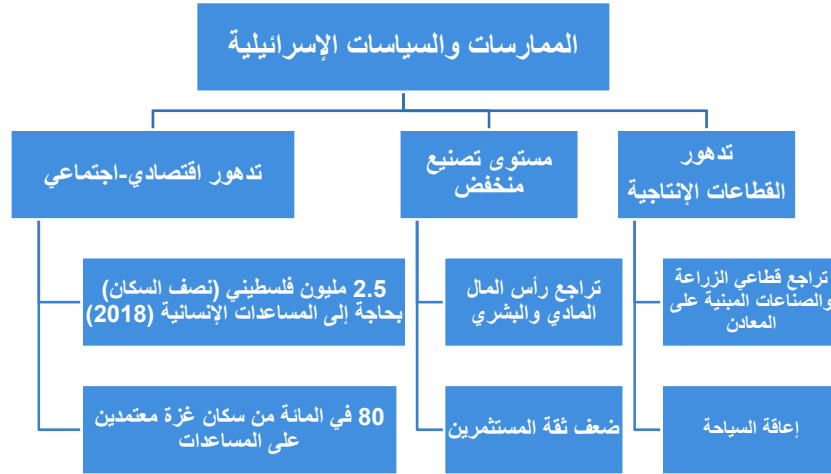 الممارسات والسياسات الإسرائيلية
تدهور
القطاعات الإنتاجية
تراجع قطاعي الزراعة
والصناعات المبنية على
المعادن
إعاقة السياحة
مستوى تصنيع
منخفض
تراجع رأس المال
المادي والبشري
ضعف ثقة المستثمرين
تدهور اقتصادي-اجتماعي
2.5 مليون فلسطيني (نصف السكان)
بحاجة إلى المساعدات الإنسانية (2018)
80 في المائة من سكان غزة معتمدين
على المساعدات